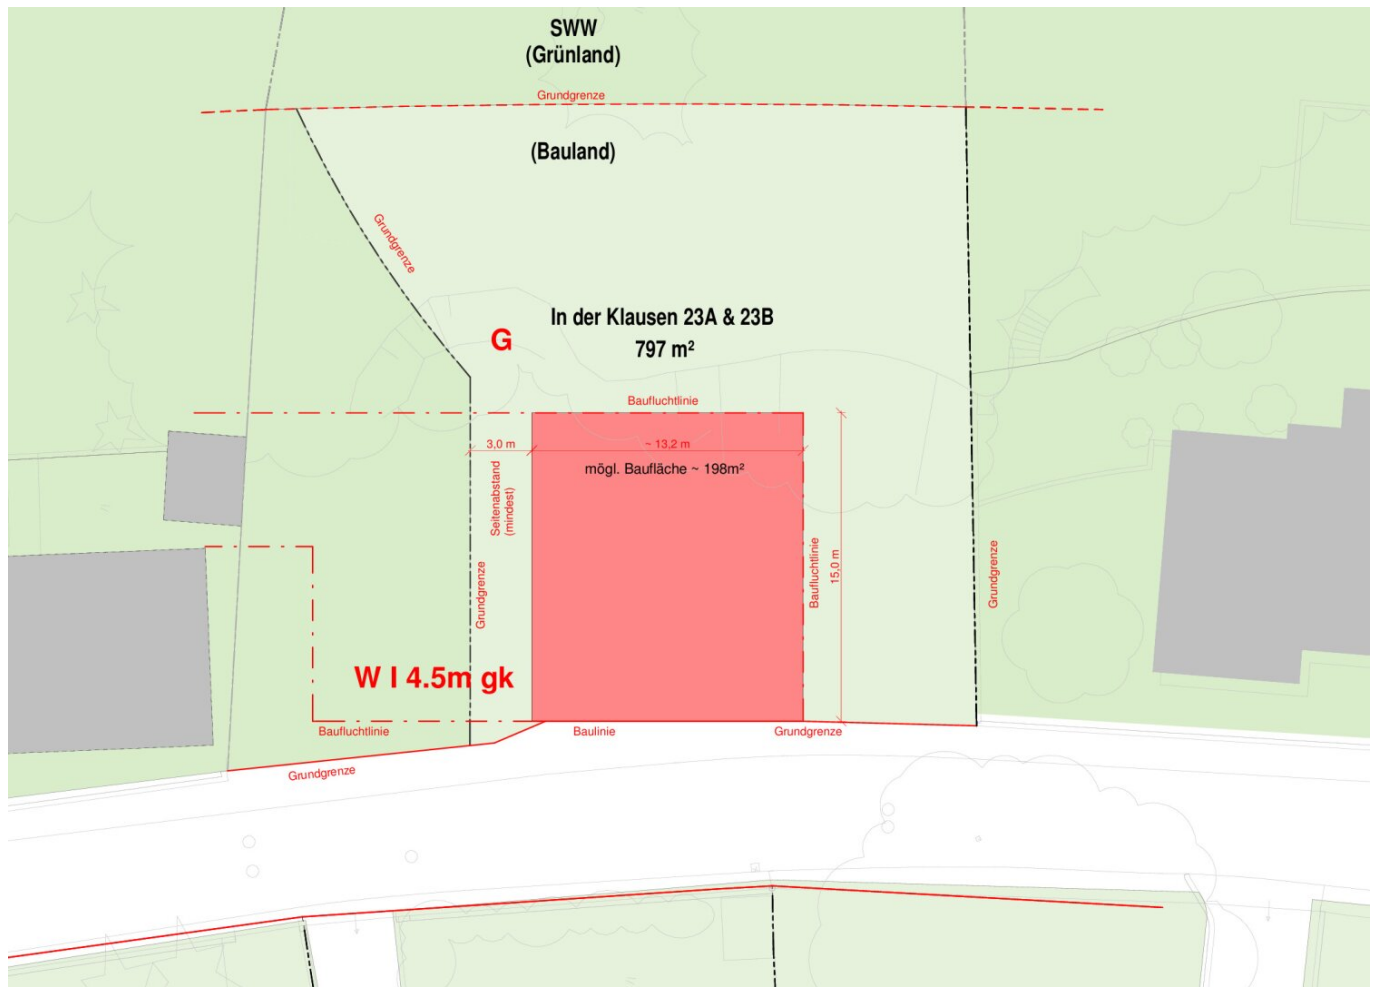 SWW
(Grünland)
Grundgrenze
(Bauland)
Grundgrenze
In der Klausen 23A & 23B
797 m²
G
Baufluchtlinie
3,0 m
~ 13,2 m
mögl. Baufläche ~ 198m²
Seitenabstand
(mindest)
Baufluchtlinie
15,0 m
Grundgrenze
Grundgrenze
W I 4.5m gk
Baufluchtlinie
Baulinie
Grundgrenze
Grundgrenze